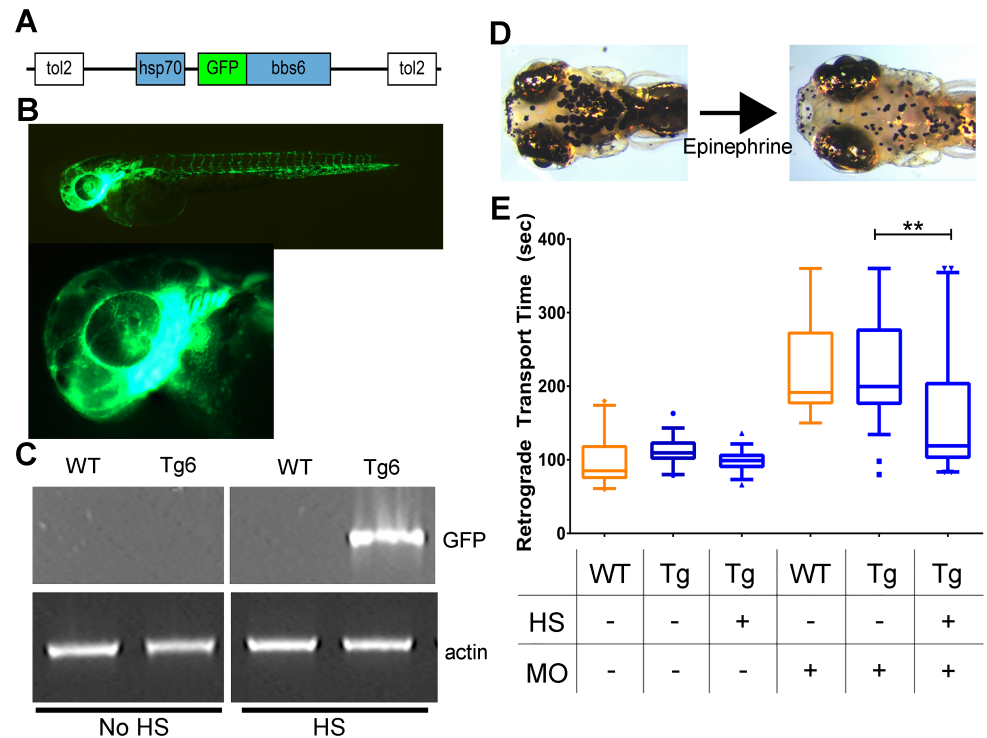 A
tol2 hsp70 GFP bbs6 tol2
B
C
WT Tg6 WT Tg6
GFP
actin
No HS HS
D
Epinephrine
E
Retrograde Transport Time (sec)
400
300
200
100
0
**
WT Tg Tg WT Tg Tg
HS - - + - - +
MO - - - + + +